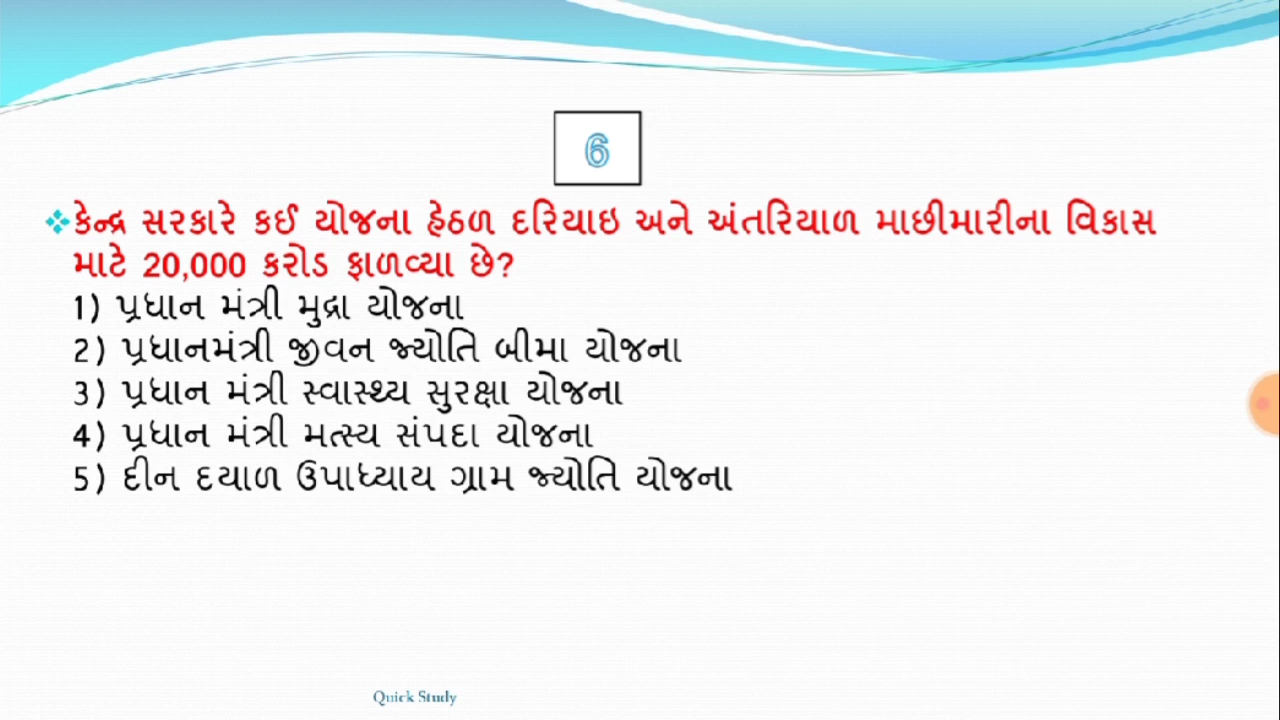 6
❖કેન્દ્ર સરકારે કઈ યોજના હેઠળ દરિયાઇ અને અંતરિયાળ માછીમારીના વિકાસ
માટે 20,000 કરોડ ફાળવ્યા છે?
1) પ્રધાન મંત્રી મુદ્રા યોજના
2) પ્રધાનમંત્રી જીવન જ્યોતિ બીમા યોજના
3) પ્રધાન મંત્રી સ્વાસ્થ્ય સુરક્ષા યોજના
4) પ્રધાન મંત્રી મત્સ્ય સંપદા યોજના
5) દીન દયાળ ઉપાધ્યાય ગ્રામ જ્યોતિ યોજના
Quick Study